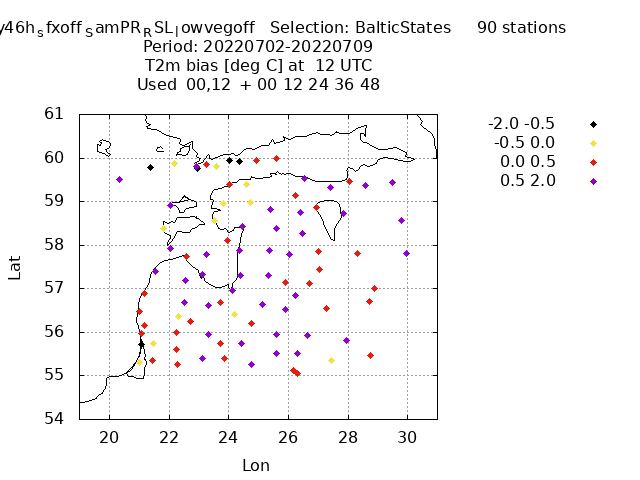 y46h_sfxoff_samPR_RSL_lowvegoff Selection: BalticStates 90 stations
Period: 20220702-20220709
T2m bias [deg C] at 12 UTC
Used 00,12 + 00 12 24 36 48
-2.0 -0.5
-0.5 0.0
0.0 0.5
0.5 2.0
61
60
59
58
57
56
55
54
Lat
20 22 24 26 28 30
Lon